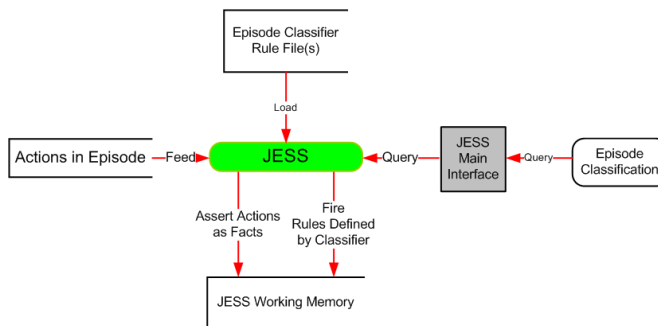 Episode Classifier
Rule File(s)
Load
Actions in Episode
Feed
JESS
Query
JESS
Main
Interface
Query
Episode
Classification
Assert Actions
as Facts
Fire
Rules Defined
by Classifier
JESS Working Memory